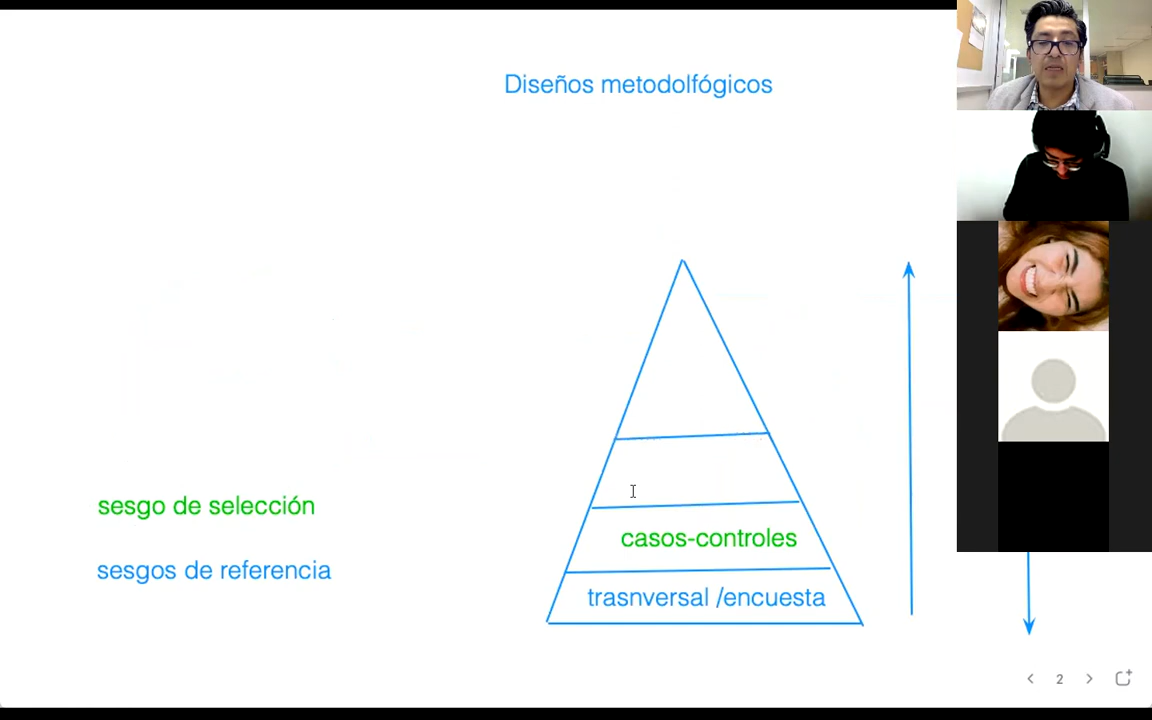 Diseños metodolfógicos
sesgo de selección
casos-controles
sesgos de referencia
trasnversal /encuesta
2